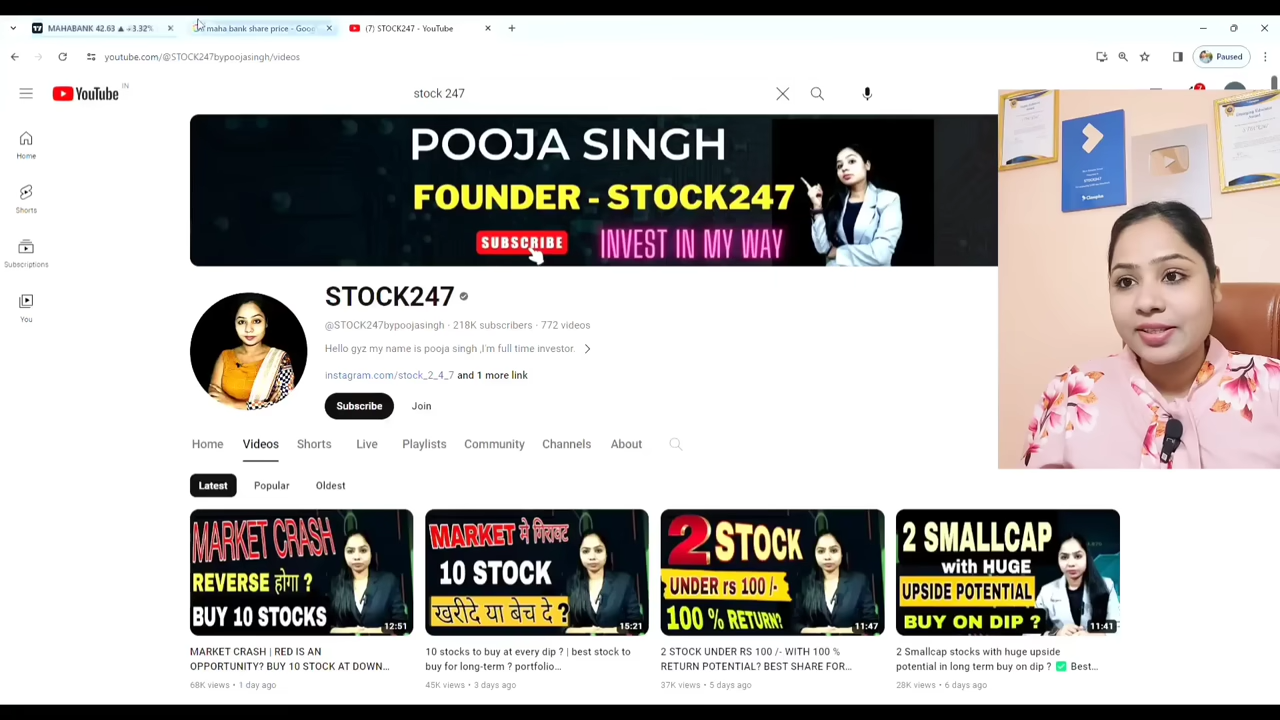 MAHABANK 42.63 ▲ +3.32%
maha bank share price - Goo
(7) STOCK247 - YouTube
youtube.com/@STOCK247bypoojasingh/videos
Paused
YouTube IN
stock 247
7
Home
Shorts
Subscriptions
You
POOJA SINGH
FOUNDER - STOCK247
SUBSCRIBE
INVEST IN MY WAY
STOCK247
@STOCK247bypoojasingh · 218K subscribers · 772 videos
Hello gyz my name is pooja singh ,I'm full time investor.
instagram.com/stock_2_4_7 and 1 more link
Subscribe
Join
Home Videos Shorts Live Playlists Community Channels About
Latest Popular Oldest
MARKET CRASH
REVERSE होगा ?
BUY 10 STOCKS
12:51
MARKET CRASH | RED IS AN
OPPORTUNITY? BUY 10 STOCK AT DOWN...
68K views · 1 day ago
MARKET में गिरावट
10 STOCK
खरीदे या बेच दे ?
15:21
10 stocks to buy at every dip ? | best stock to
buy for long-term ? portfolio...
45K views · 3 days ago
2 STOCK
UNDER rs 100 /-
100 % RETURN?
11:47
2 STOCK UNDER RS 100 /- WITH 100 %
RETURN POTENTIAL? BEST SHARE FOR...
37K views · 5 days ago
2 SMALLCAP
with HUGE
UPSIDE POTENTIAL
BUY ON DIP ?
11:41
2 Smallcap stocks with huge upside
potential in long term buy on dip ? ✅ Best...
28K views · 6 days ago